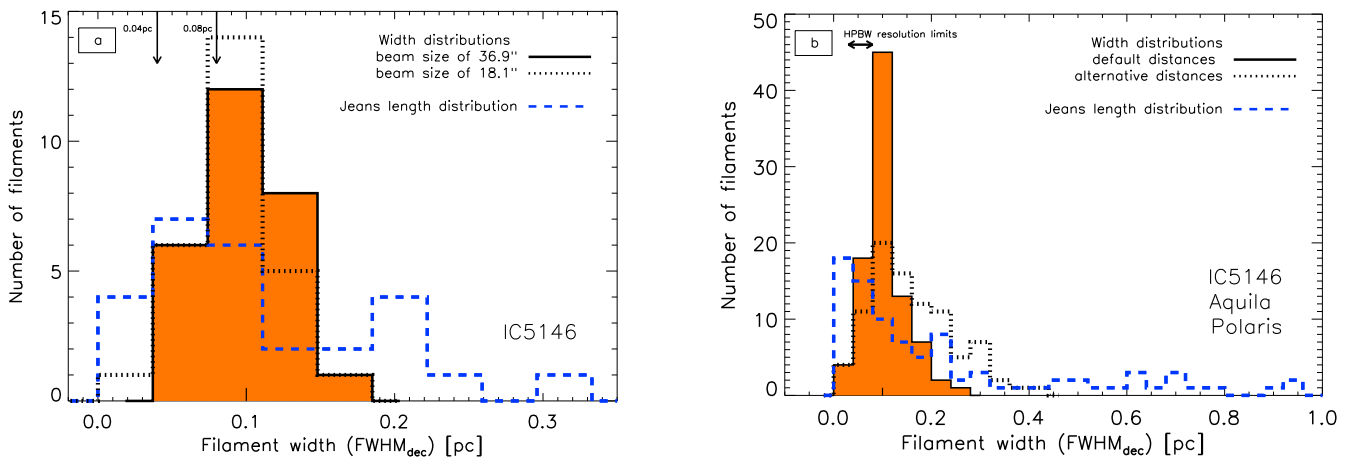 a
0.04pc
0.08pc
Width distributions
beam size of 36.9"
beam size of 18.1"
Jeans length distribution
IC5146
15
10
5
0
Number of filaments
0.0
0.1
0.2
0.3
Filament width (FWHM_dec) [pc]
b
HPBW resolution limits
Width distributions
default distances
alternative distances
Jeans length distribution
IC5146
Aquila
Polaris
50
40
30
20
10
0
Number of filaments
0.0
0.2
0.4
0.6
0.8
1.0
Filament width (FWHM_dec) [pc]